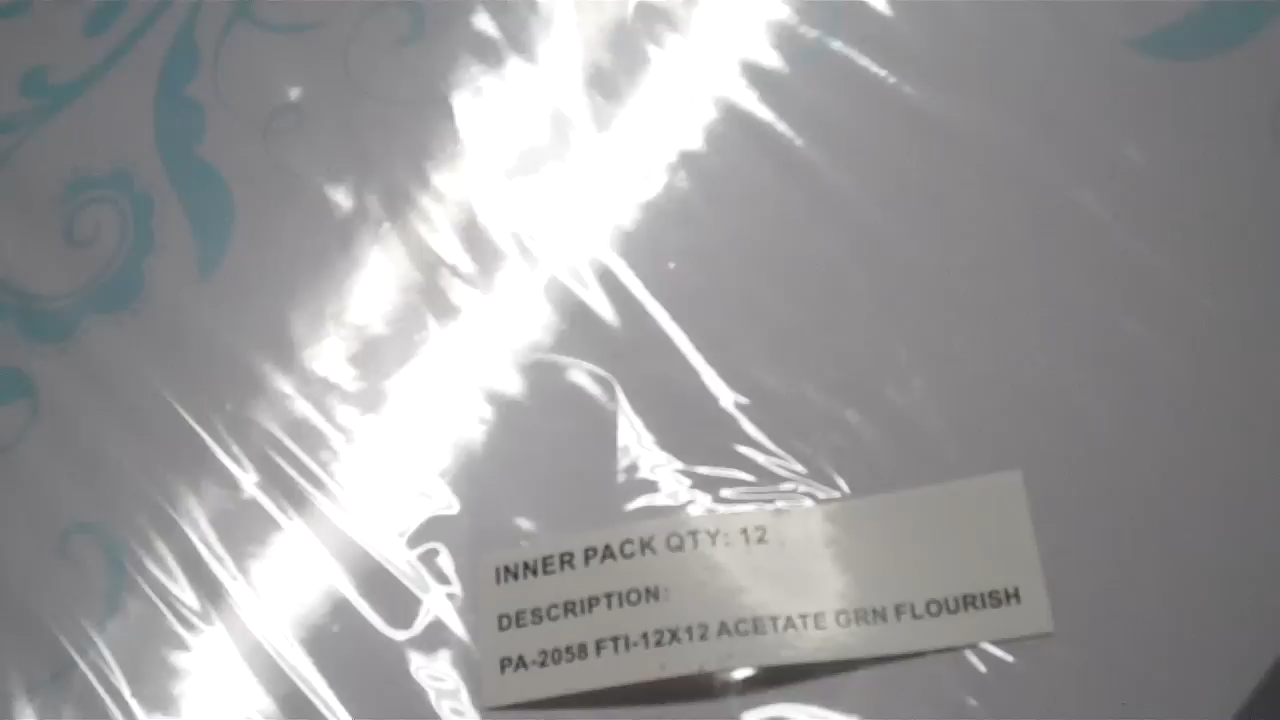 INNER PACK QTY: 12
DESCRIPTION:
PA-2058 FTI-12X12 ACETATE GRN FLOURISH